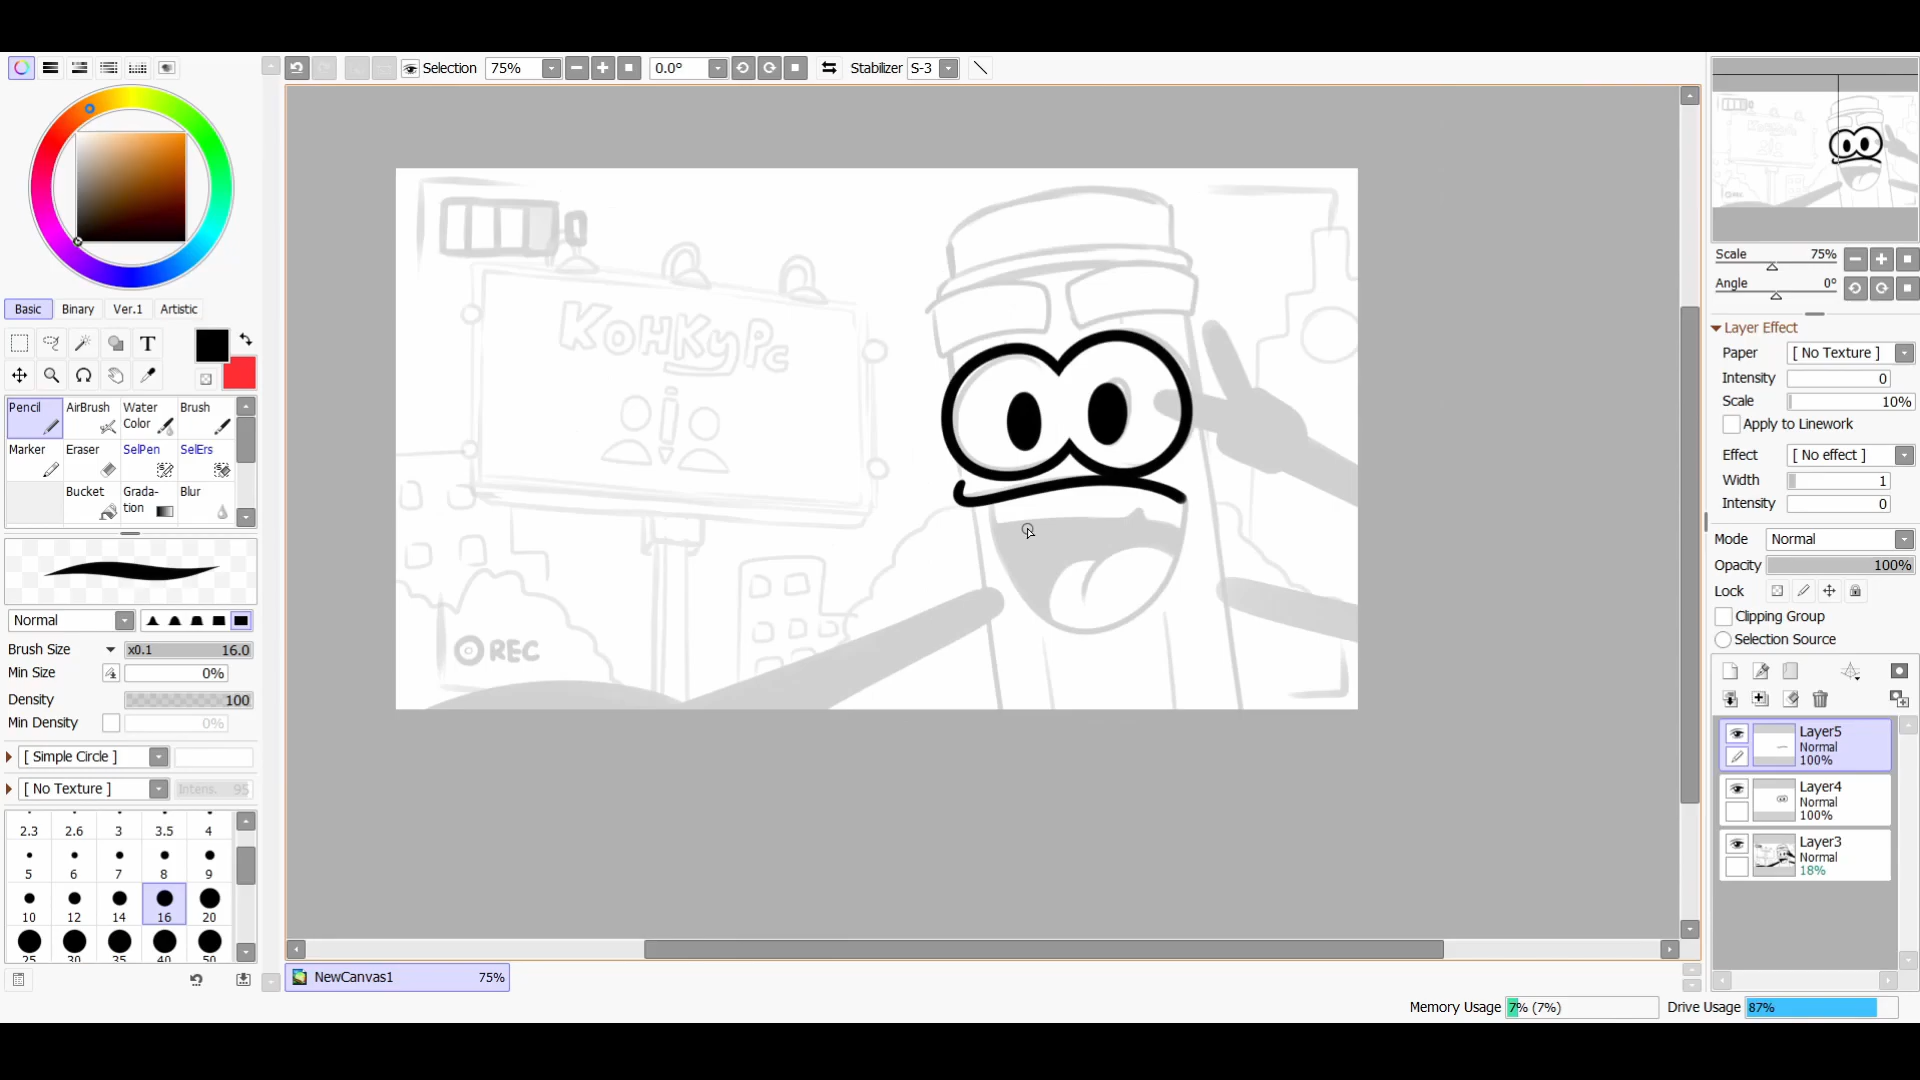 Selection 75% 0.0° Stabilizer S-3
Basic Binary Ver.1 Artistic
T
Pencil AirBrush Water Color Brush
Marker Eraser SelPen SelErs
Bucket Grada-tion Blur
Normal
Brush Size x0.1 16.0
Min Size 0%
Density 100
Min Density 0%
[ Simple Circle ]
[ No Texture ] Intens. 95
2.3 2.6 3 3.5 4
5 6 7 8 9
10 12 14 16 20
25 30 35 40 50
КОНКУРС
REC
NewCanvas1 75%
Scale 75%
Angle 0°
Layer Effect
Paper [ No Texture ]
Intensity 0
Scale 10%
Apply to Linework
Effect [ No effect ]
Width 1
Intensity 0
Mode Normal
Opacity 100%
Lock
Clipping Group
Selection Source
Layer5
Normal
100%
Layer4
Normal
100%
Layer3
Normal
18%
Memory Usage 7% (7%) Drive Usage 87%